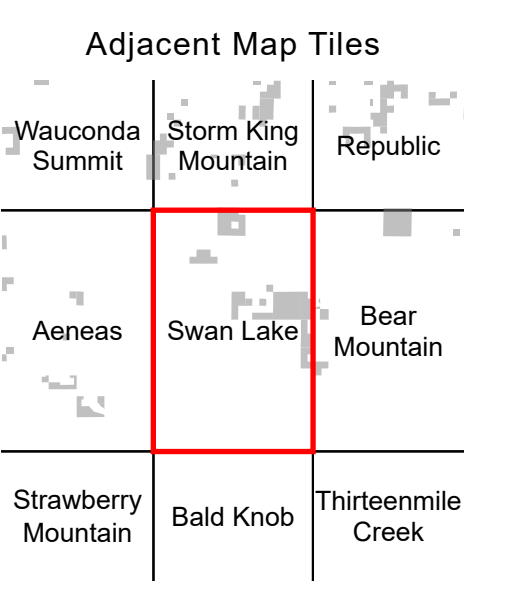 Adjacent Map Tiles
Wauconda
Summit
Storm King
Mountain
Republic
Aeneas
Swan Lake
Bear
Mountain
Strawberry
Mountain
Bald Knob
Thirteenmile
Creek